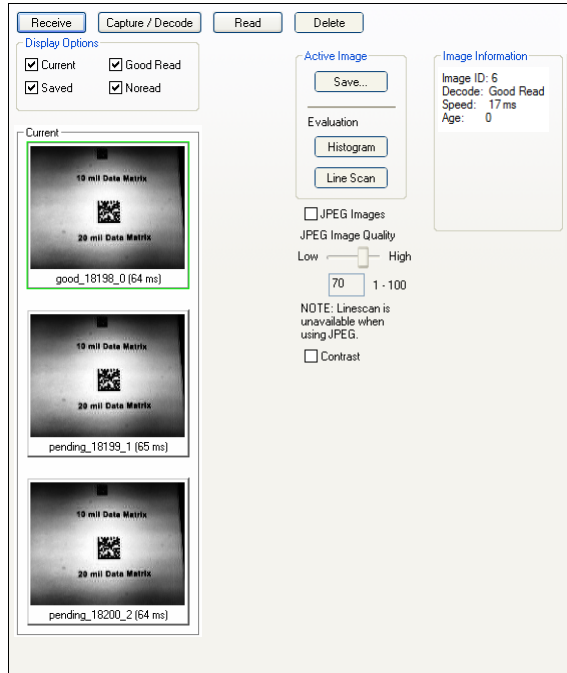 Receive Capture / Decode Read Delete
Display Options
Current Good Read
Saved Noread
Current
10 mil Data Matrix
20 mil Data Matrix
good_18198_0 (64 ms)
10 mil Data Matrix
20 mil Data Matrix
pending_18199_1 (65 ms)
10 mil Data Matrix
20 mil Data Matrix
pending_18200_2 (64 ms)
Active Image
Save...
Evaluation
Histogram
Line Scan
JPEG Images
JPEG Image Quality
Low High
70 1 - 100
NOTE: Linescan is
unavailable when
using JPEG.
Contrast
Image Information
Image ID: 6
Decode: Good Read
Speed: 17 ms
Age: 0